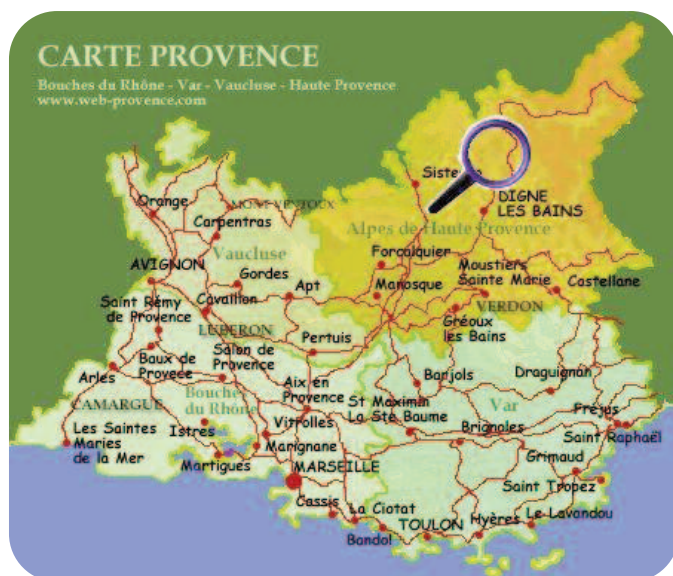 CARTE PROVENCE
Bouches du Rhône - Var - Vaucluse - Haute Provence
www.web-provence.com
Orange
MONT VENTOUX
Carpentras
Vaucluse
AVIGNON
Gordes
Apt
Saint Rémy
de Provence
Cavaillon
LUBERON
Pertuis
Baux de
Provece
Salon de
Provence
Arles
Aix en
Provence
CAMARGUE
Bouches
du Rhône
Les Saintes
Maries
de la Mer
Istres
Vitrolles
Martigues
Marignane
MARSEILLE
Cassis
La Ciotat
Bandol
TOULON
Hyères
Le Lavandou
DIGNE
LES BAINS
Alpes de Haute Provence
Forcalquier
Manosque
Moustiers
Sainte Marie
Castellane
VERDON
Gréoux
les Bains
Barjols
Draguignan
St Maximin
La Ste Baume
Var
Brignoles
Fréjus
Saint Raphaël
Grimaud
Saint Tropez